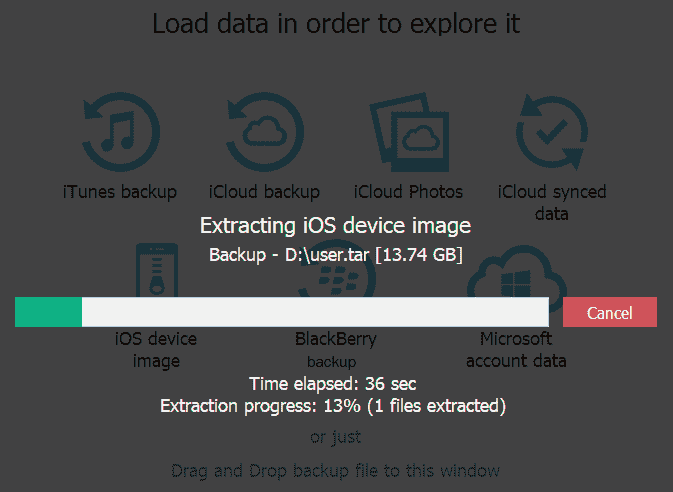 Load data in order to explore it
iTunes backup
iCloud backup
iCloud Photos
iCloud synced
data
Extracting iOS device image
Backup - D:\user.tar [13.74 GB]
Cancel
iOS device
image
BlackBerry
backup
Microsoft
account data
Time elapsed: 36 sec
Extraction progress: 13% (1 files extracted)
or just
Drag and Drop backup file to this window